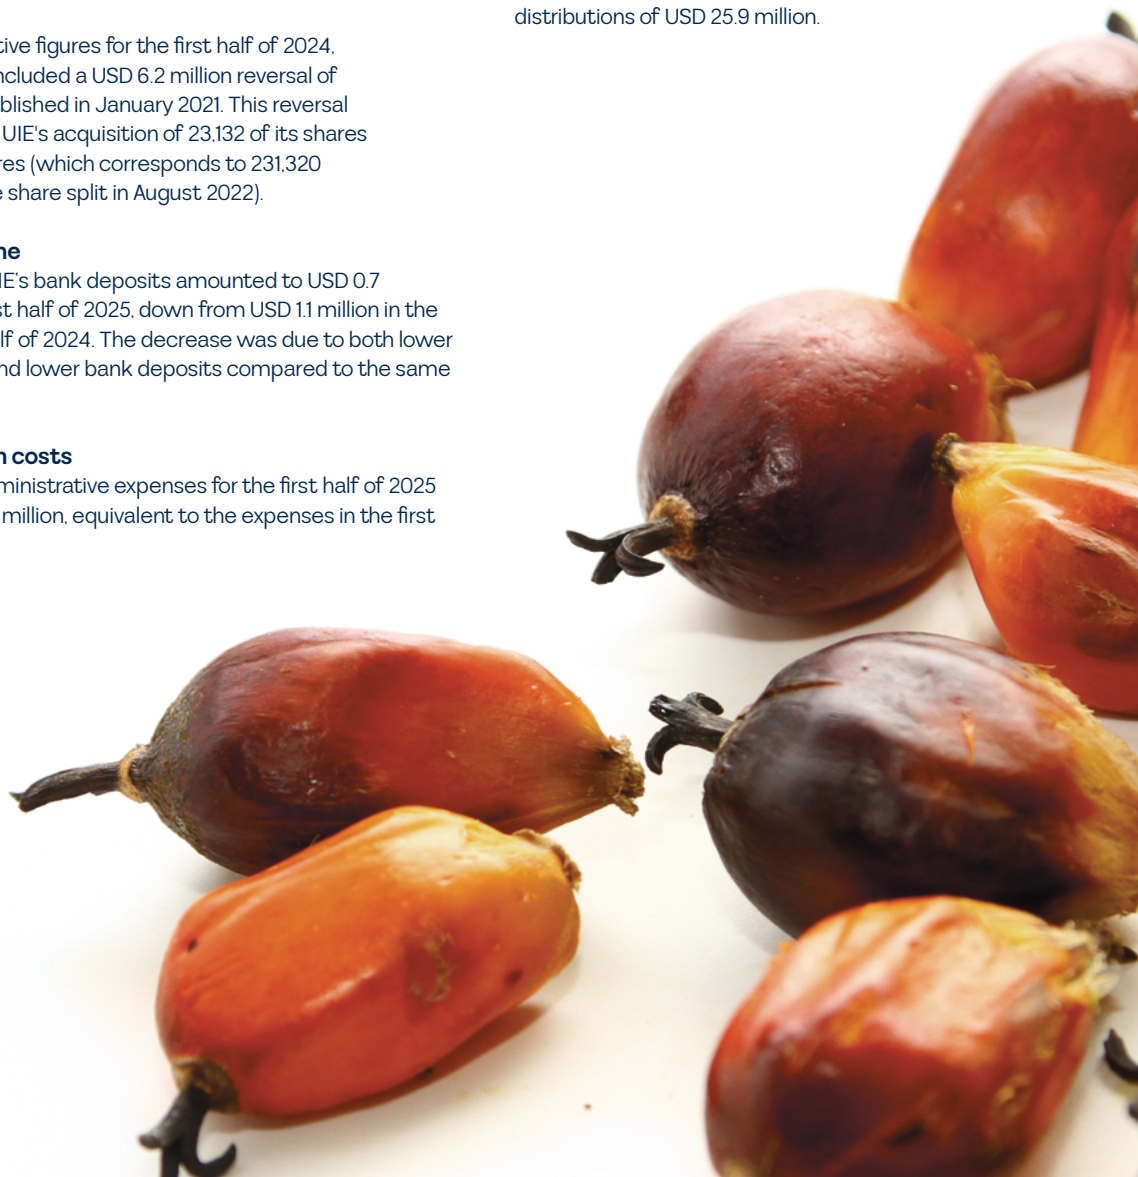 tive figures for the first half of 2024,
ncluded a USD 6.2 million reversal of
blished in January 2021. This reversal
UIE's acquisition of 23,132 of its shares
res (which corresponds to 231,320
e share split in August 2022).
ne
IE's bank deposits amounted to USD 0.7
st half of 2025, down from USD 1.1 million in the
lf of 2024. The decrease was due to both lower
nd lower bank deposits compared to the same
n costs
ministrative expenses for the first half of 2025
million, equivalent to the expenses in the first
distributions of USD 25.9 million.